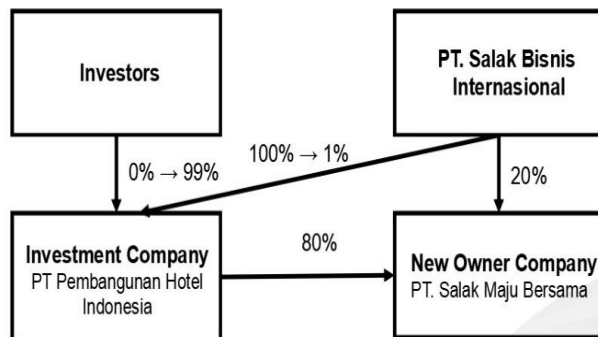 Investors
PT. Salak Bisnis
Internasional
0% → 99%
100% → 1%
20%
Investment Company
PT Pembangunan Hotel
Indonesia
80%
New Owner Company
PT. Salak Maju Bersama